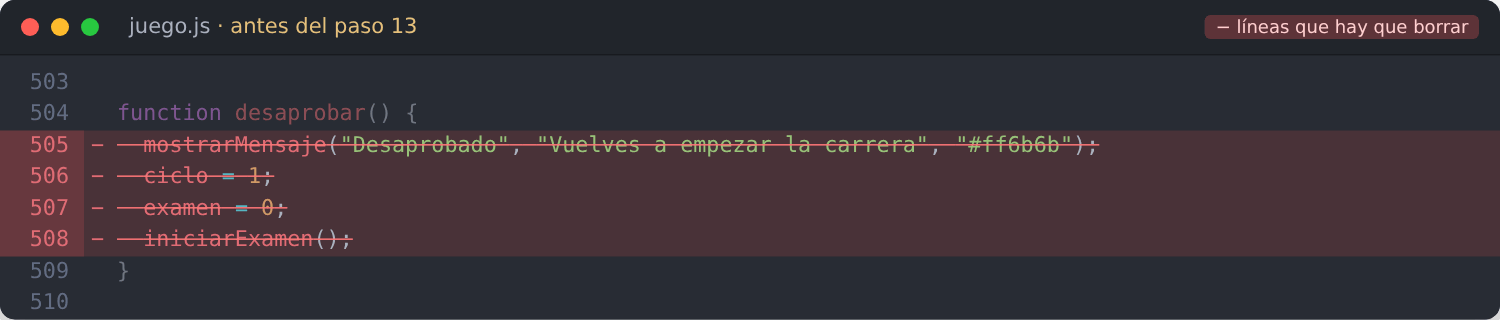 juego.js · antes del paso 13
− líneas que hay que borrar
503
504 function desaprobar() {
505 − mostrarMensaje("Desaprobado", "Vuelves a empezar la carrera", "#ff6b6b");
506 − ciclo = 1;
507 − examen = 0;
508 − iniciarExamen();
509 }
510